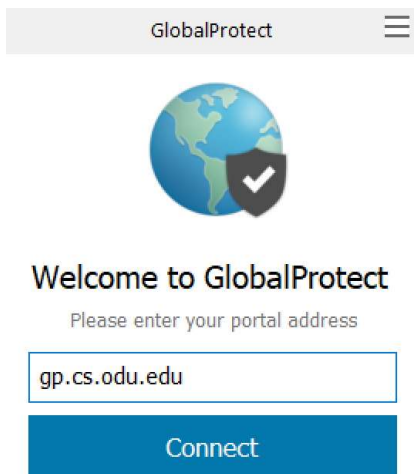 GlobalProtect
Welcome to GlobalProtect
Please enter your portal address
gp.cs.odu.edu
Connect